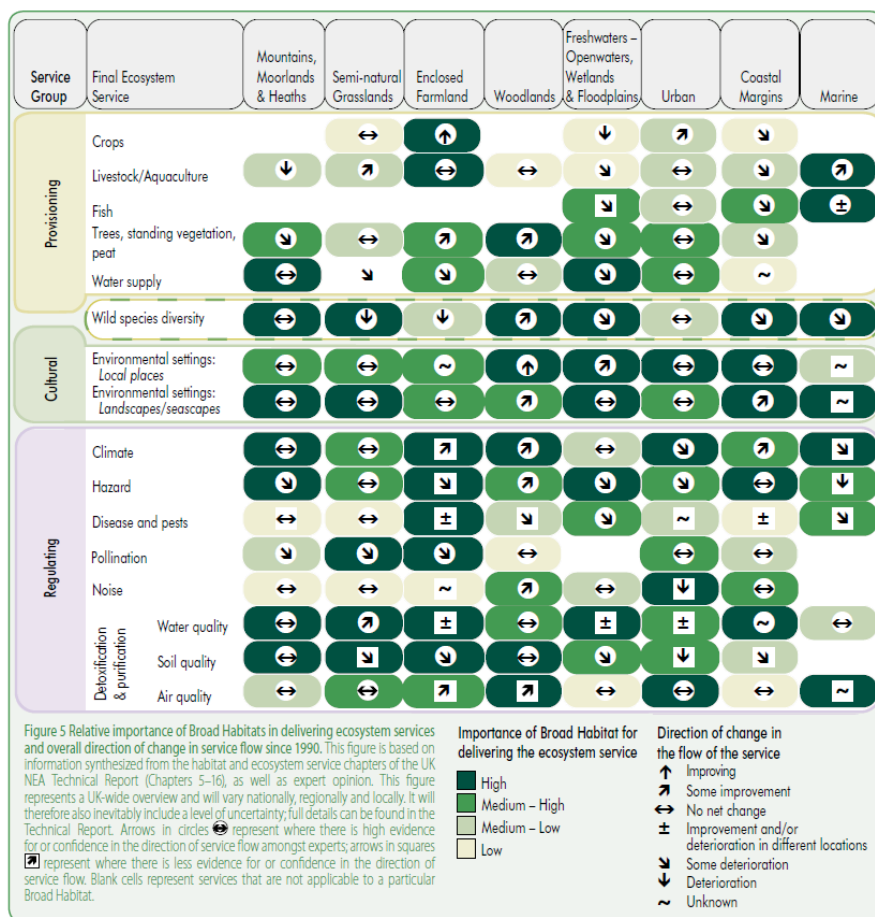 Service Group
Final Ecosystem Service
Mountains, Moorlands & Heaths
Semi-natural Grasslands
Enclosed Farmland
Woodlands
Freshwaters – Openwaters, Wetlands & Floodplains
Urban
Coastal Margins
Marine
Provisioning
Crops
Livestock/Aquaculture
Fish
Trees, standing vegetation, peat
Water supply
Wild species diversity
Cultural
Environmental settings:
Local places
Environmental settings:
Landscapes/seascapes
Regulating
Climate
Hazard
Disease and pests
Pollination
Noise
Detoxification & purification
Water quality
Soil quality
Air quality
Figure 5 Relative importance of Broad Habitats in delivering ecosystem services
and overall direction of change in service flow since 1990. This figure is based on
information synthesized from the habitat and ecosystem service chapters of the UK
NEA Technical Report (Chapters 5–16), as well as expert opinion. This figure
represents a UK-wide overview and will vary nationally, regionally and locally. It will
therefore also inevitably include a level of uncertainty; full details can be found in the
Technical Report. Arrows in circles represent where there is high evidence
for or confidence in the direction of service flow amongst experts; arrows in squares
represent where there is less evidence for or confidence in the direction of
service flow. Blank cells represent services that are not applicable to a particular
Broad Habitat.
Importance of Broad Habitat for
delivering the ecosystem service
High
Medium – High
Medium – Low
Low
Direction of change in
the flow of the service
Improving
Some improvement
No net change
Improvement and/or
deterioration in different locations
Some deterioration
Deterioration
Unknown